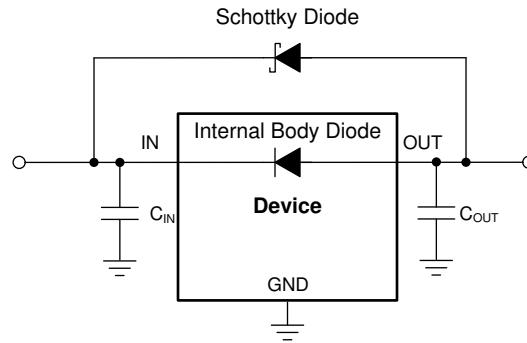 Schottky Diode
Internal Body Diode
IN
OUT
Device
CIN
COUT
GND